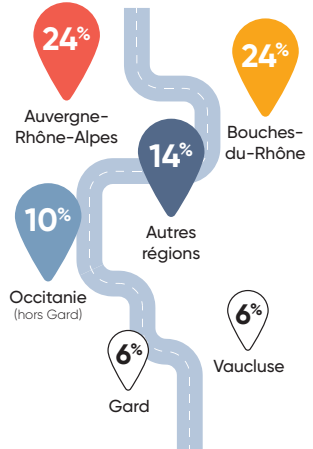 24%
Auvergne-
Rhône-Alpes
24%
Bouches-
du-Rhône
14%
Autres
régions
10%
Occitanie
(hors Gard)
6%
Vaucluse
6%
Gard